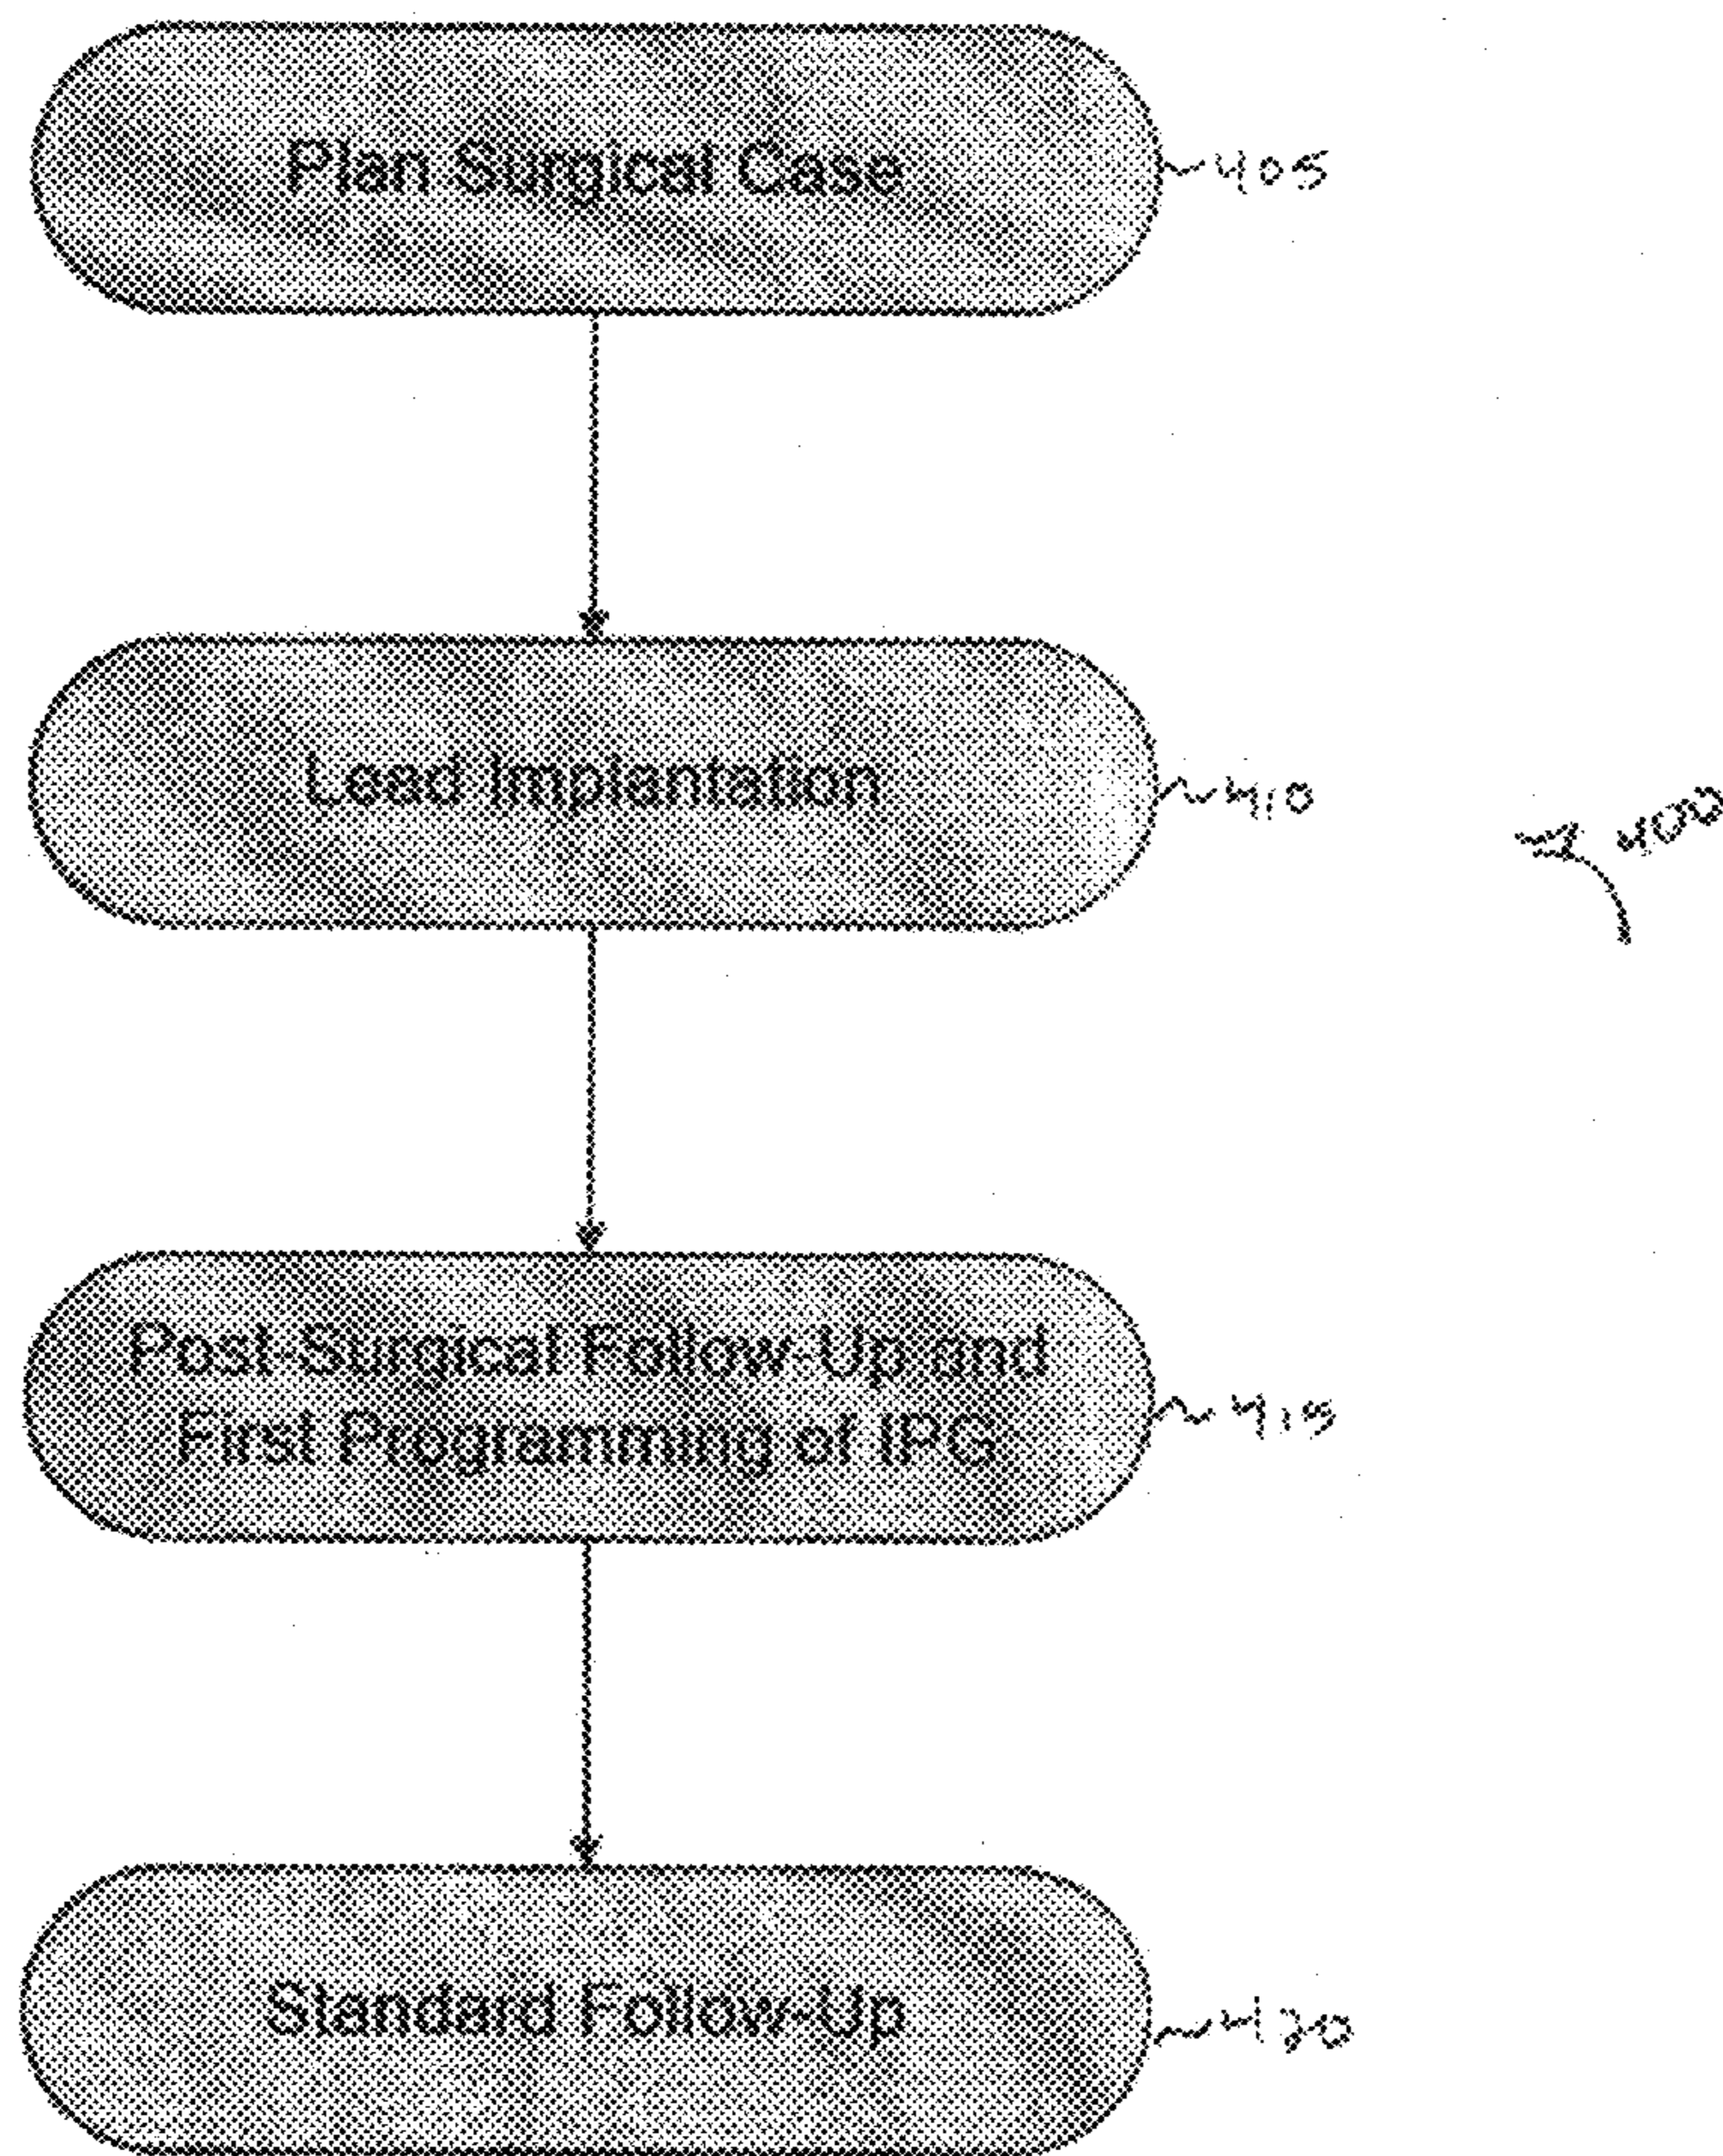 Plan Surgical Case
405
Lead Implantation
410
400
Post-Surgical Follow-Up and
First Programming of IPG
415
Standard Follow-Up
420